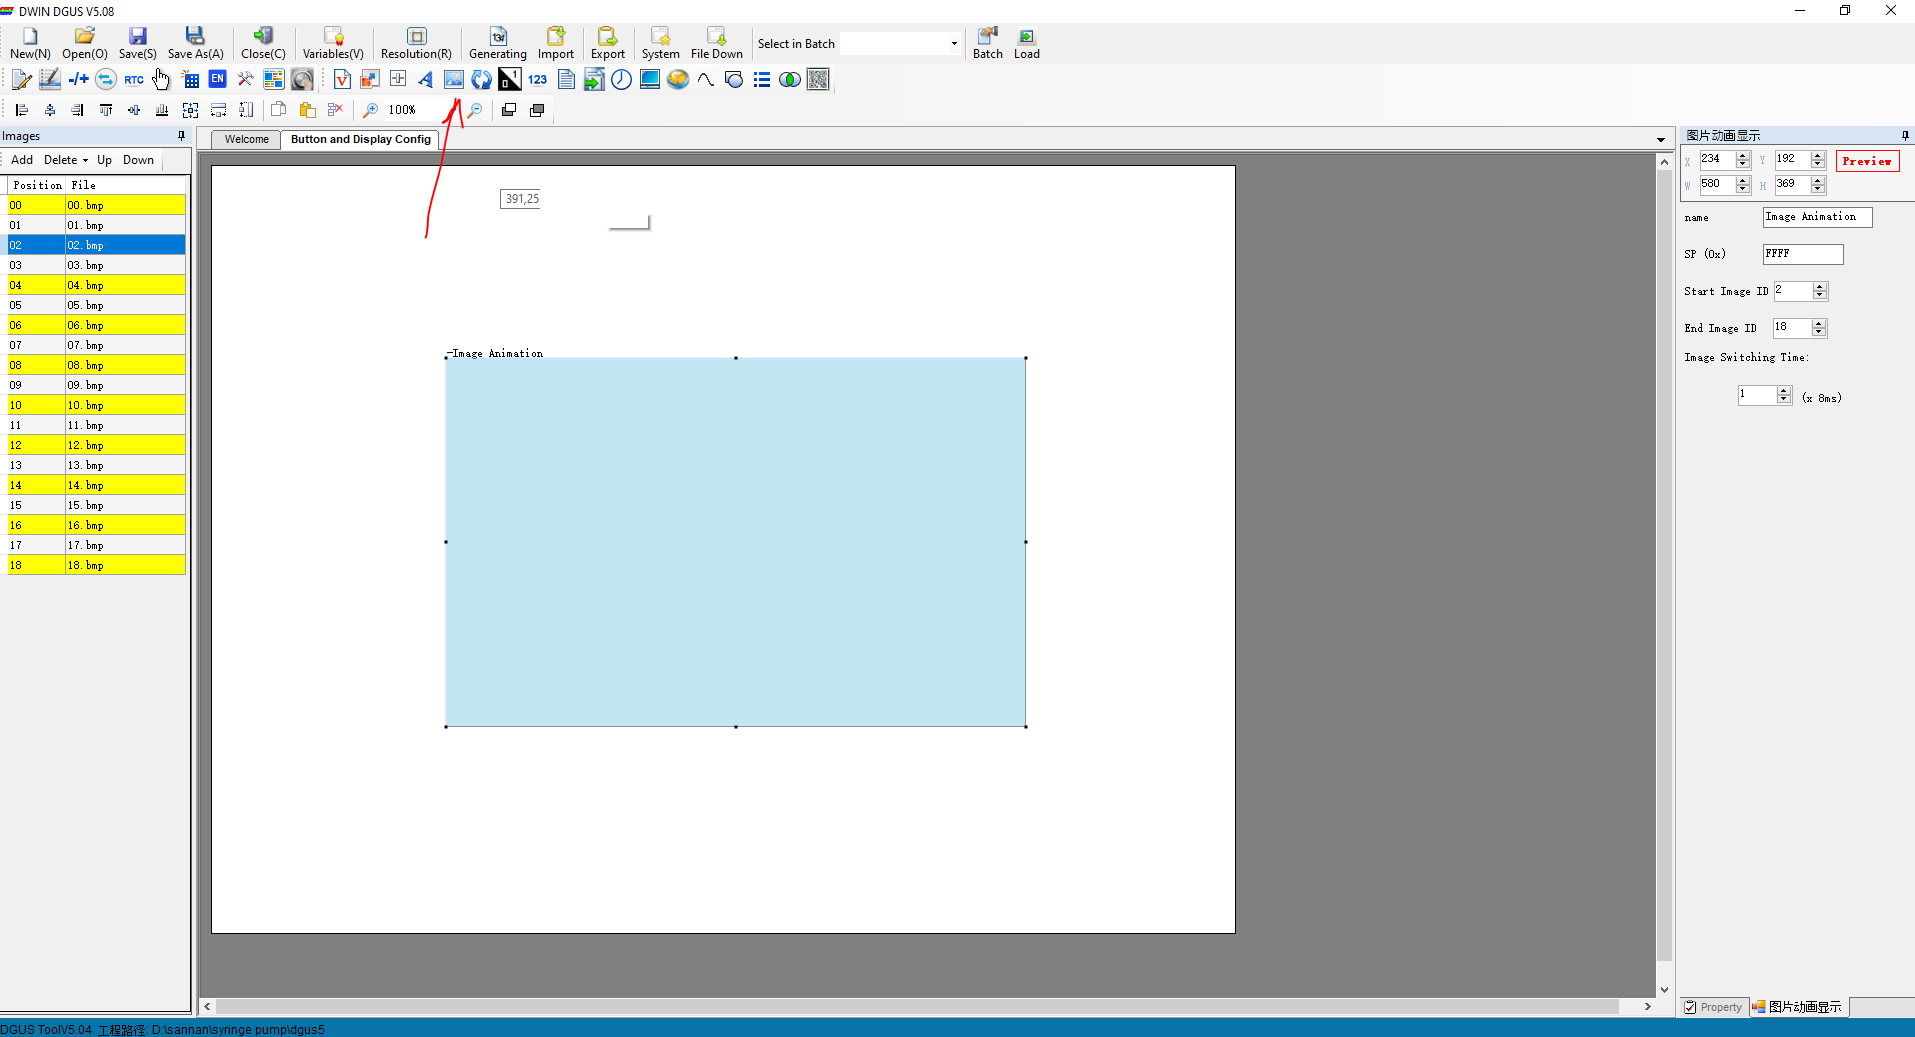 DWIN DGUS V5.08
New(N) Open(O) Save(S) Save As(A) Close(C) Variables(V) Resolution(R) Generating Import Export System File Down Select in Batch Batch Load
-/+ RTC EN V A 1 0 123
100%
Images
Add Delete Up Down
Position File
00 00.bmp
01 01.bmp
02 02.bmp
03 03.bmp
04 04.bmp
05 05.bmp
06 06.bmp
07 07.bmp
08 08.bmp
09 09.bmp
10 10.bmp
11 11.bmp
12 12.bmp
13 13.bmp
14 14.bmp
15 15.bmp
16 16.bmp
17 17.bmp
18 18.bmp
Welcome Button and Display Config
391,25
-Image Animation
图片动画显示
X 234 Y 192 Preview
W 580 H 369
name Image Animation
SP (0x) FFFF
Start Image ID 2
End Image ID 18
Image Switching Time:
1 (x 8ms)
Property 图片动画显示
DGUS ToolV5.04 工程路径: D:\sannan\syringe pump\dgus5